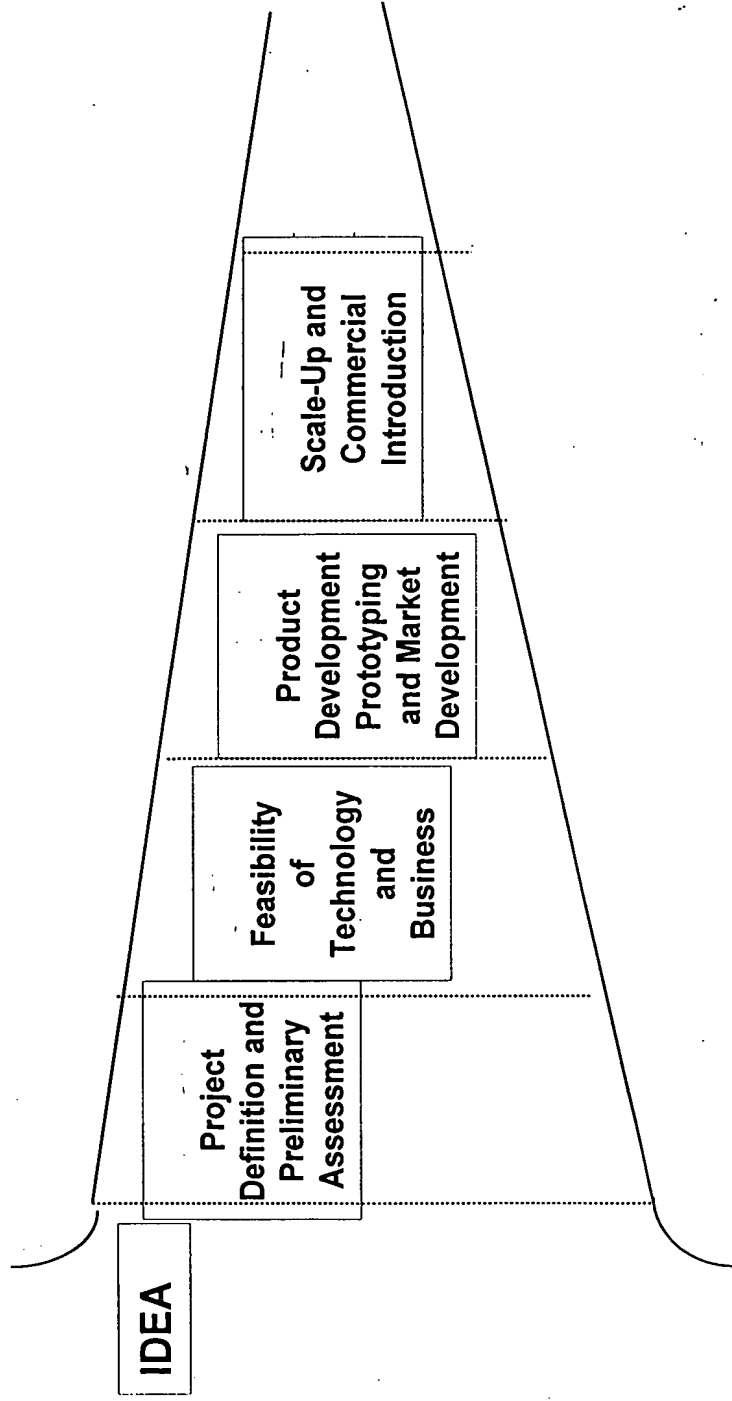 IDEA
Project
Definition and
Preliminary
Assessment
Feasibility
of
Technology
and
Business
Product
Development
Prototyping
and Market
Development
Scale-Up and
Commercial
Introduction